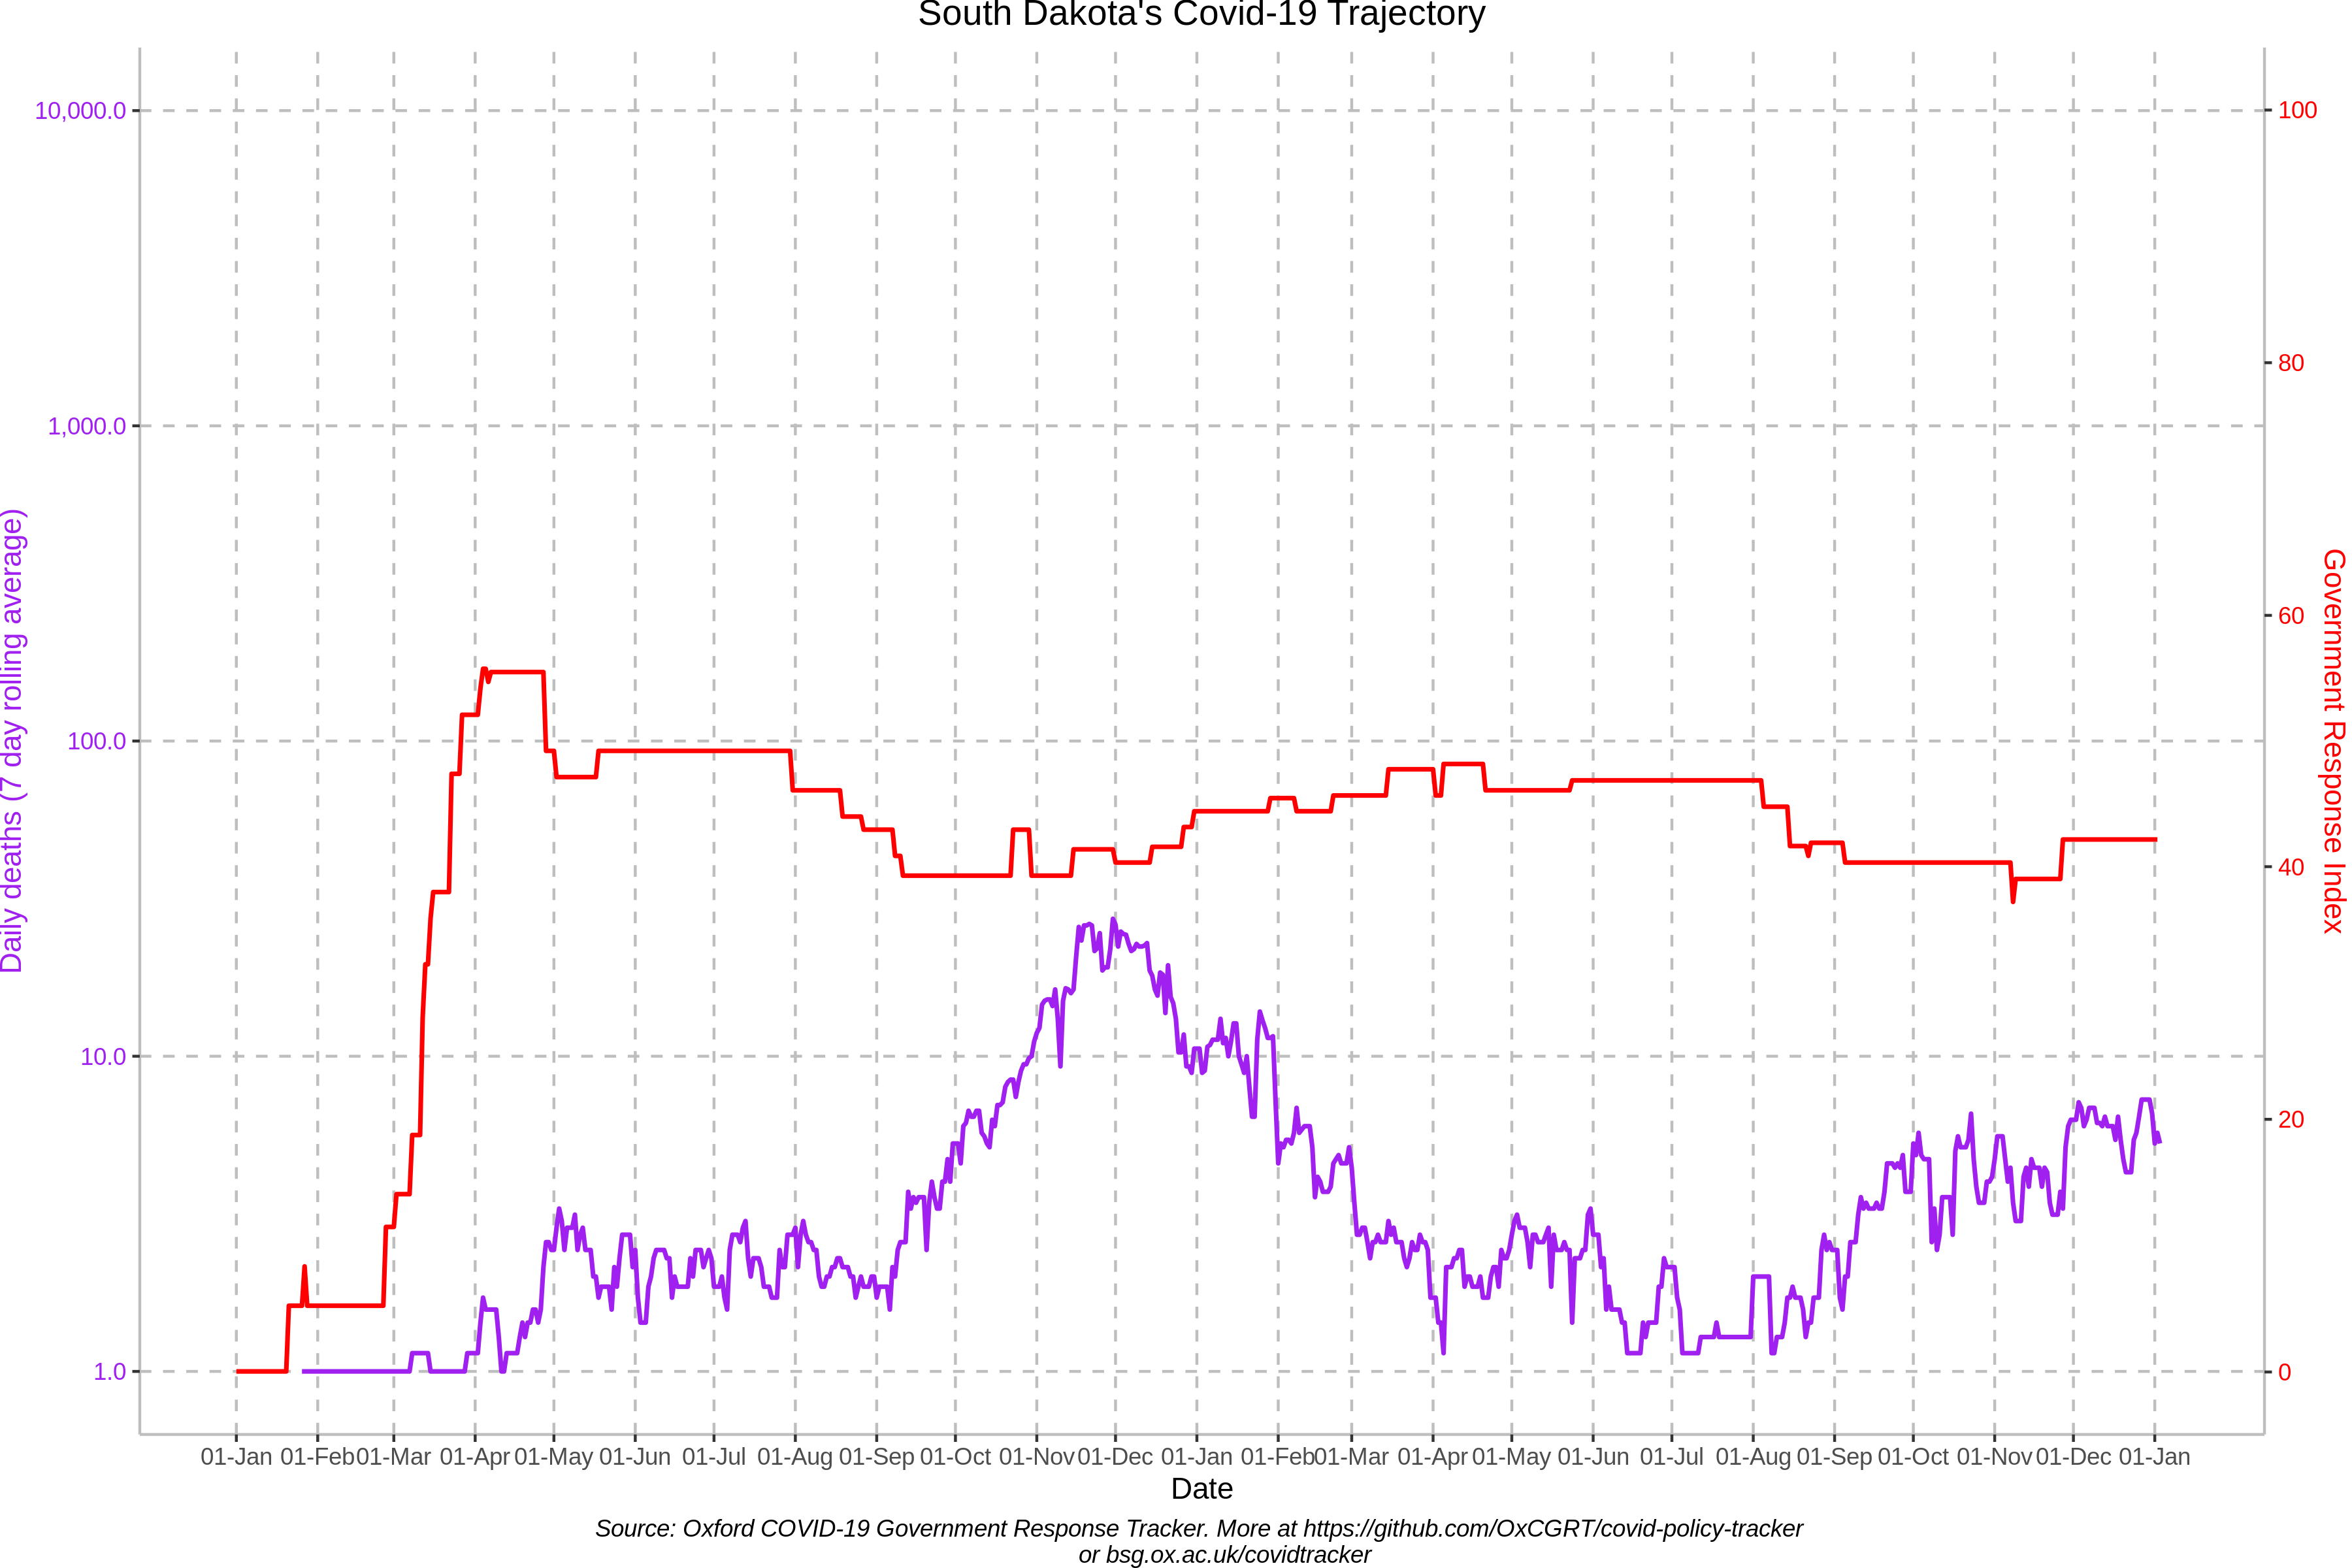 South Dakota's Covid-19 Trajectory
10,000.0
1,000.0
100.0
10.0
1.0
Daily deaths (7 day rolling average)
100
80
60
40
20
0
Government Response Index
01-Jan 01-Feb 01-Mar 01-Apr 01-May 01-Jun 01-Jul 01-Aug 01-Sep 01-Oct 01-Nov 01-Dec 01-Jan 01-Feb 01-Mar 01-Apr 01-May 01-Jun 01-Jul 01-Aug 01-Sep 01-Oct 01-Nov 01-Dec 01-Jan
Date
Source: Oxford COVID-19 Government Response Tracker. More at https://github.com/OxCGRT/covid-policy-tracker
or bsg.ox.ac.uk/covidtracker